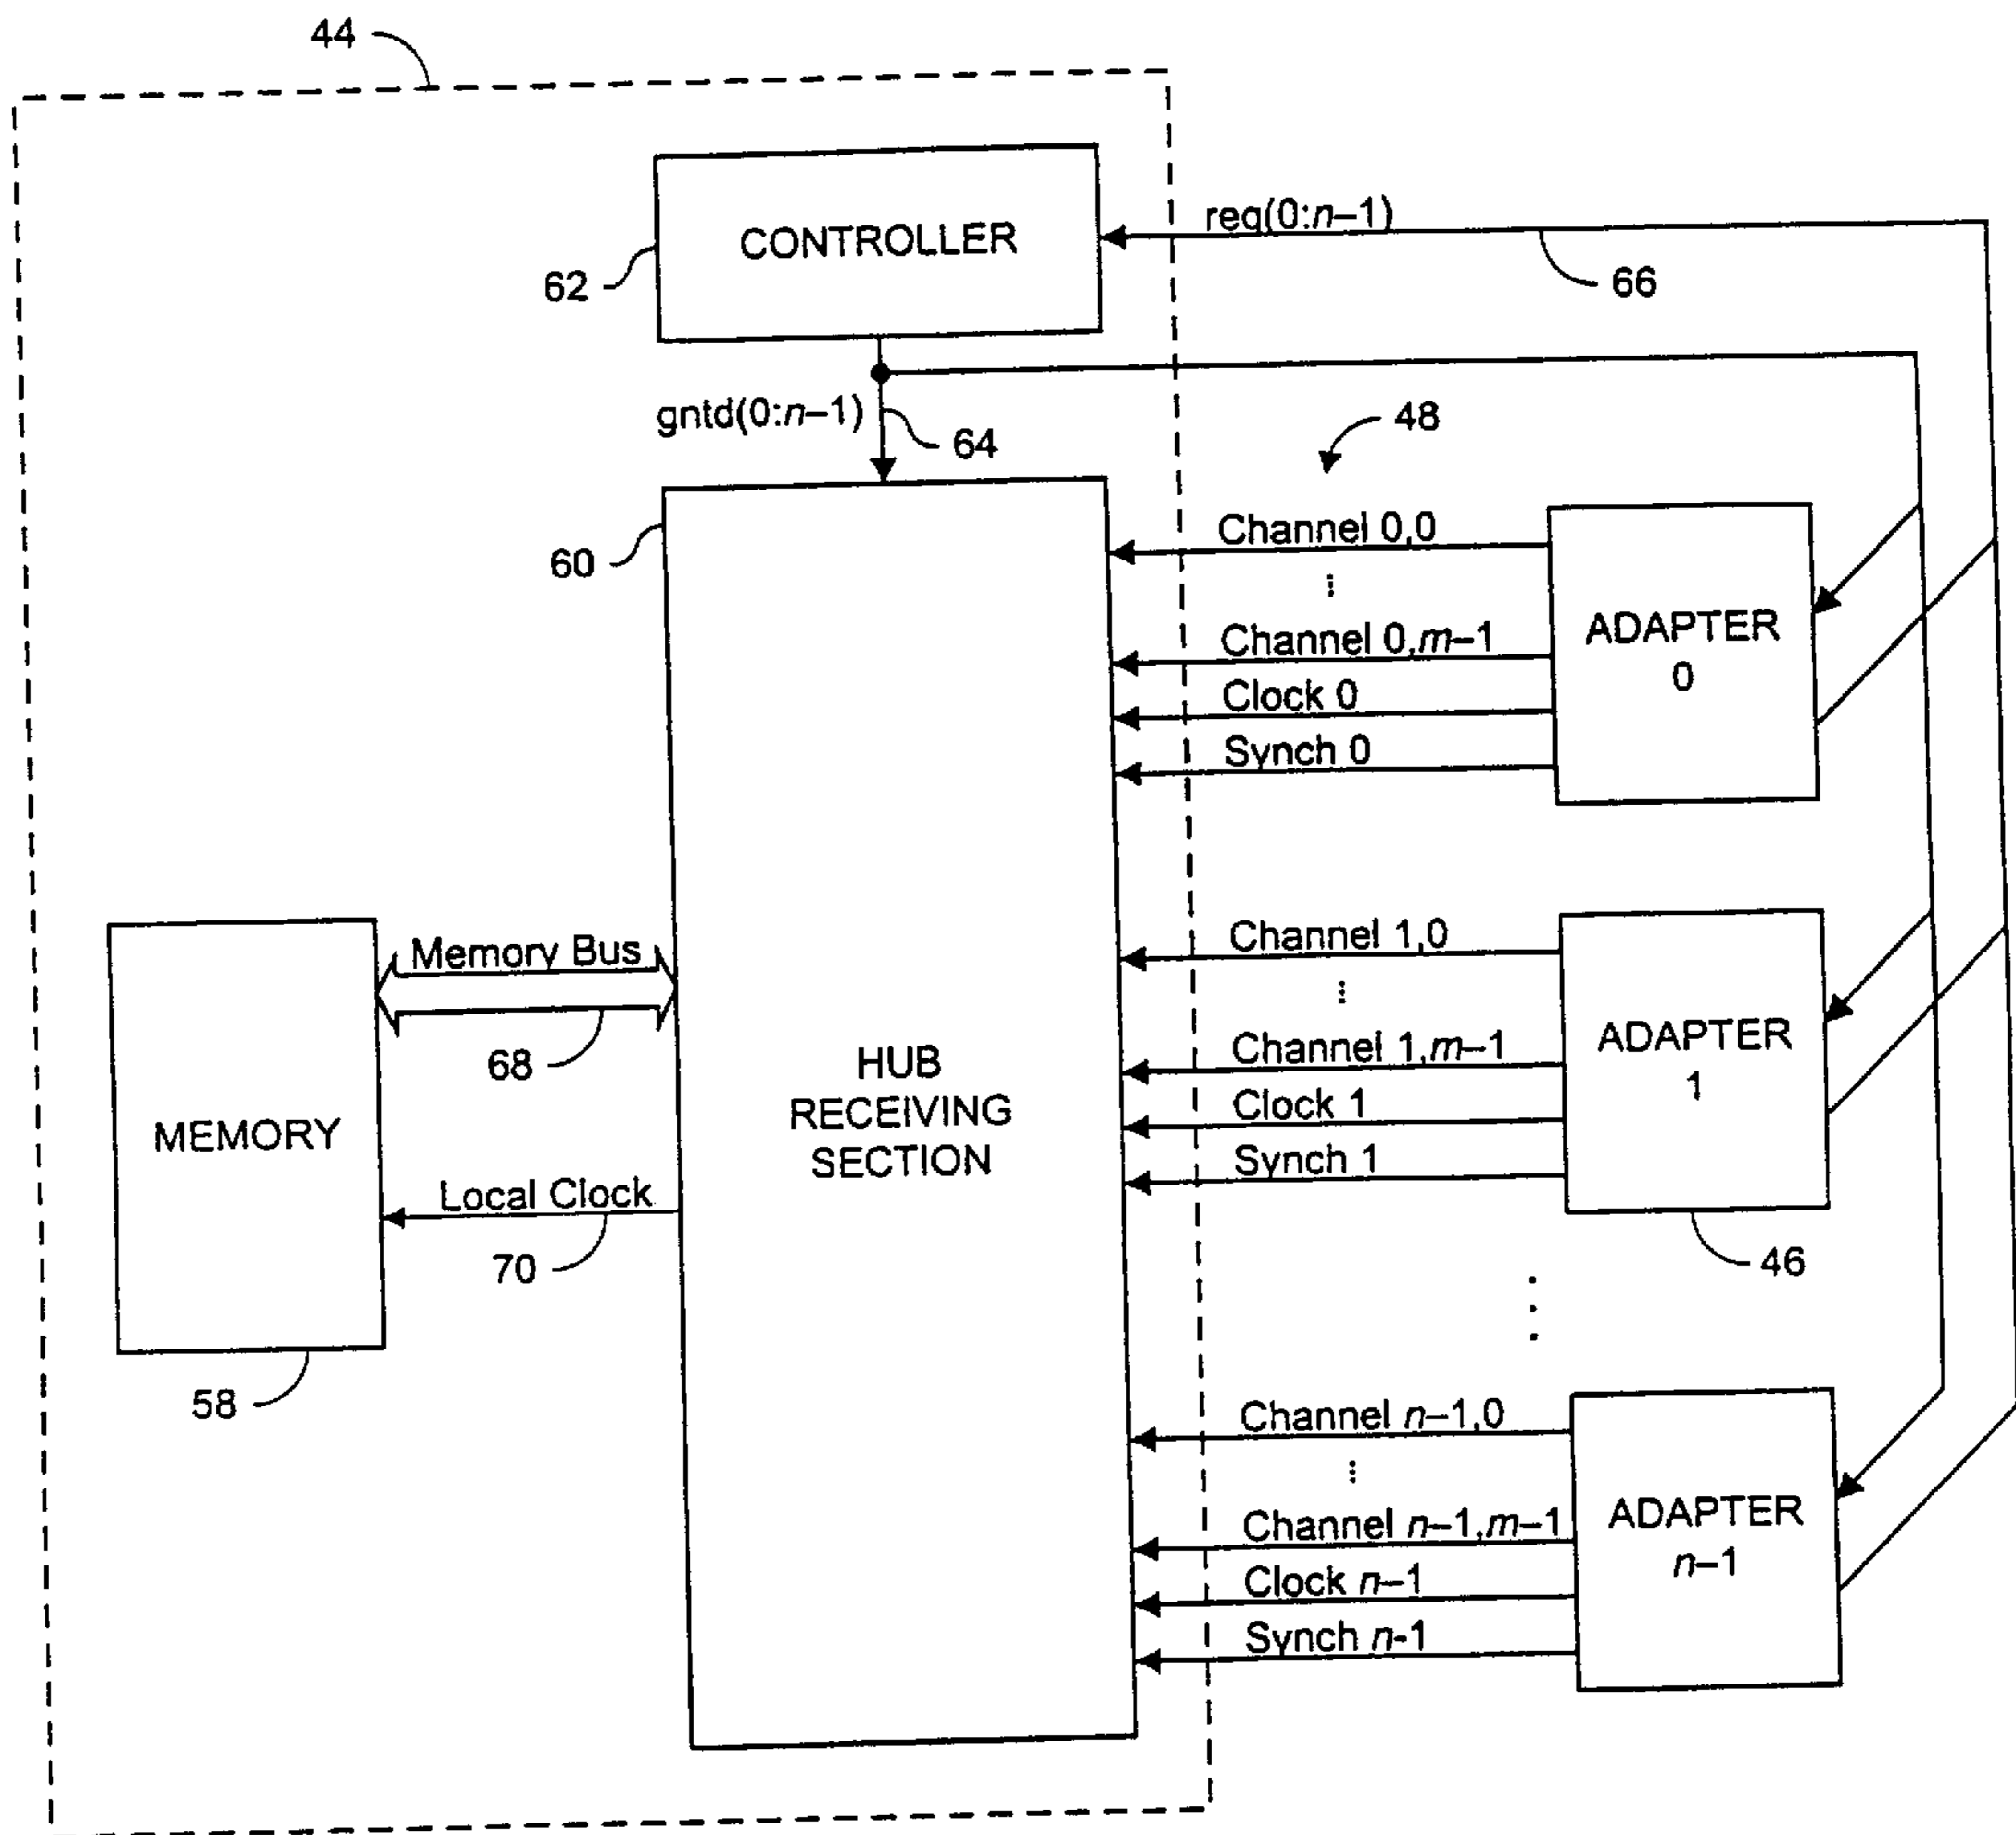 44
CONTROLLER
62
req(0:n–1)
66
gntd(0:n–1)
64
48
60
Channel 0,0
Channel 0,m–1
Clock 0
Synch 0
ADAPTER
0
Memory Bus
68
MEMORY
Local Clock
70
58
HUB
RECEIVING
SECTION
Channel 1,0
Channel 1,m–1
Clock 1
Synch 1
ADAPTER
1
46
Channel n–1,0
Channel n–1,m–1
Clock n–1
Synch n-1
ADAPTER
n–1